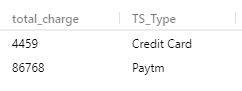 total_charge TS_Type
4459 Credit Card
86768 Paytm